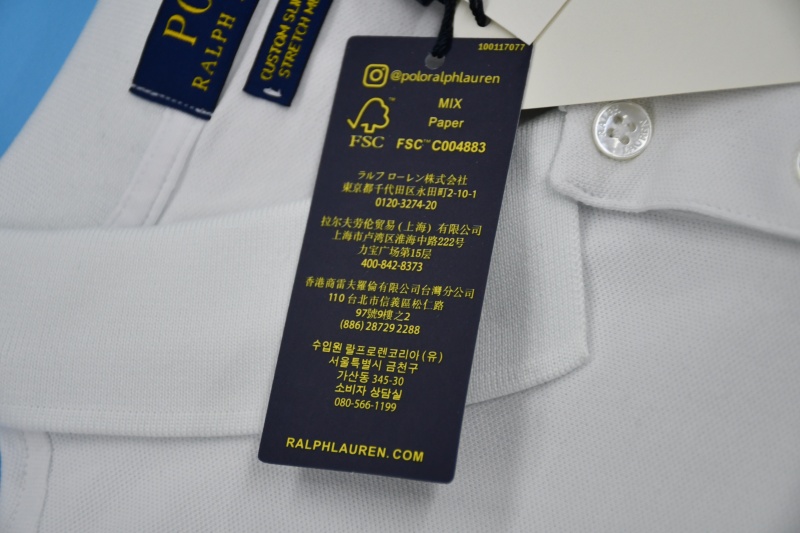 PO
RALPH
CUSTOM SLIM
STRETCH M
100117077
@poloralphlauren
MIX
Paper
FSC
FSC™ C004883
ラルフ ローレン株式会社
東京都千代田区永田町2-10-1
0120-3274-20
拉尔夫劳伦贸易 (上海) 有限公司
上海市卢湾区淮海中路222号
力宝广场第15层
400-842-8373
香港商雷夫羅倫有限公司台灣分公司
110 台北市信義區松仁路
97號9樓之2
(886) 28729 2288
수입원 랄프로렌코리아 (유)
서울특별시 금천구
가산동 345-30
소비자 상담실
080-566-1199
RALPHLAUREN.COM